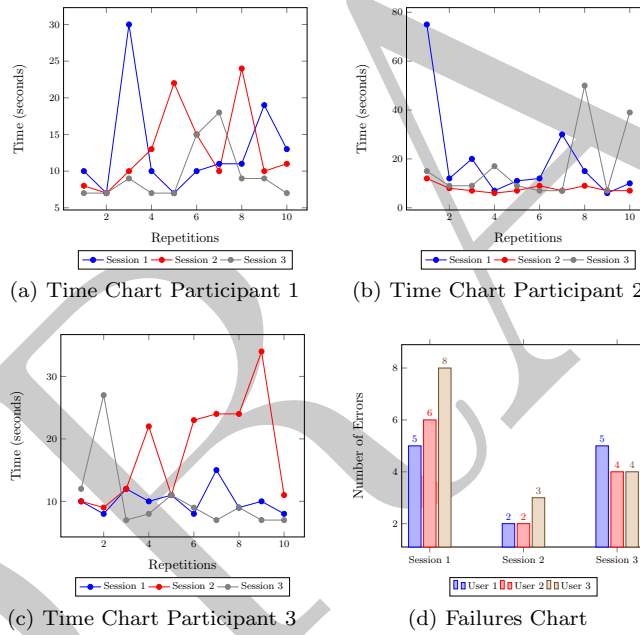 30
25
20
15
10
5
2 4 6 8 10
Time (seconds)
Repetitions
Session 1 Session 2 Session 3
(a) Time Chart Participant 1
80
60
40
20
0
2 4 6 8 10
Time (seconds)
Repetitions
Session 1 Session 2 Session 3
(b) Time Chart Participant 2
30
20
10
2 4 6 8 10
Time (seconds)
Repetitions
Session 1 Session 2 Session 3
(c) Time Chart Participant 3
8
6
4
2
Number of Errors
5 6 8
2 2 3
5 4 4
Session 1 Session 2 Session 3
User 1 User 2 User 3
(d) Failures Chart